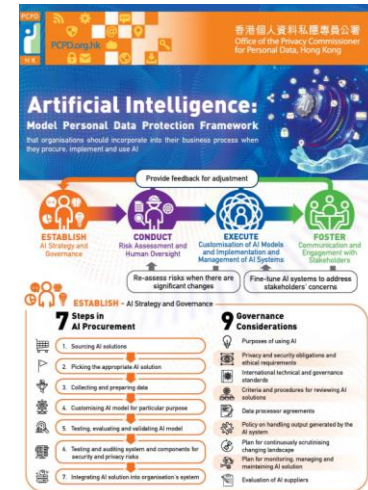 PCPD
PCPD.org.hk
香港個人資料私隱專員公署
Office of the Privacy Commissioner
for Personal Data, Hong Kong
Artificial Intelligence:
Model Personal Data Protection Framework
that organisations should incorporate into their business process when
they procure, implement and use AI
Provide feedback for adjustment
ESTABLISH
AI Strategy and
Governance
CONDUCT
Risk Assessment and
Human Oversight
EXECUTE
Customisation of AI Models
and Implementation and
Management of AI Systems
FOSTER
Communication and
Engagement with
Stakeholders
Re-assess risks when there are
significant changes
Fine-tune AI systems to address
stakeholders' concerns
ESTABLISH - AI Strategy and Governance
7 Steps in
AI Procurement
1. Sourcing AI solutions
2. Picking the appropriate AI solution
3. Collecting and preparing data
4. Customising AI model for particular purpose
5. Testing, evaluating and validating AI model
6. Testing and auditing system and components for
security and privacy risks
7. Integrating AI solution into organisation's system
9 Governance
Considerations
Purposes of using AI
Privacy and security obligations and
ethical requirements
International technical and governance
standards
Criteria and procedures for reviewing AI
solutions
Data processor agreements
Policy on handling output generated by the
AI system
Plan for continuously scrutinising
changing landscape
Plan for monitoring, managing and
maintaining AI solution
Evaluation of AI suppliers